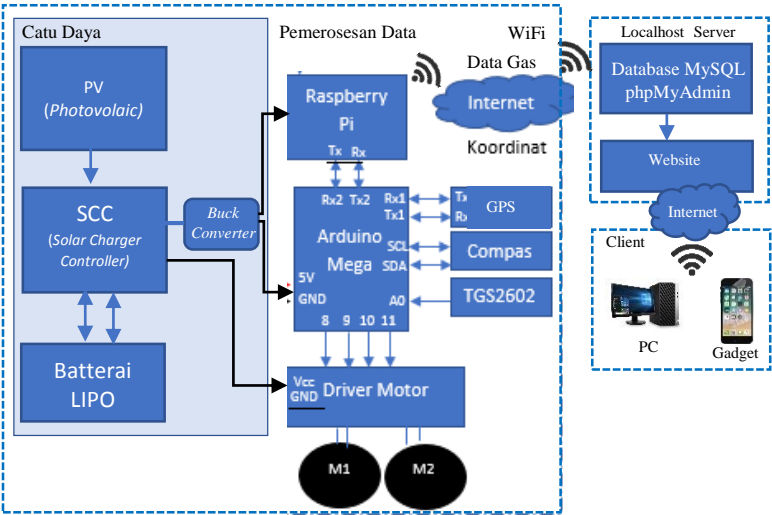 Catu Daya
PV
(Photovolaic)
SCC
(Solar Charger
Controller)
Batterai
LIPO
Buck
Converter
Pemerosesan Data
WiFi
Data Gas
Internet
Koordinat
Raspberry
Pi
Tx Rx
Rx2 Tx2
Rx1
Tx1
Arduino
Mega
SCL
SDA
5V
GND
A0
8 9 10 11
Tx
Rx
GPS
Compas
TGS2602
Vcc
GND
Driver Motor
M1
M2
Localhost Server
Database MySQL
phpMyAdmin
Website
Internet
Client
PC
Gadget